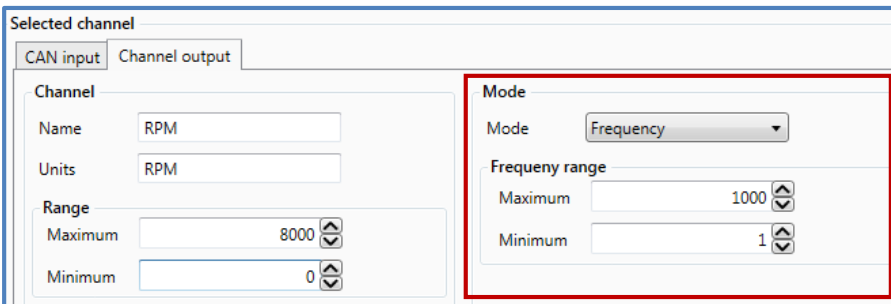 Selected channel
CAN input Channel output
Channel
Name RPM
Units RPM
Range
Maximum 8000
Minimum 0
Mode
Mode Frequency
Frequeny range
Maximum 1000
Minimum 1